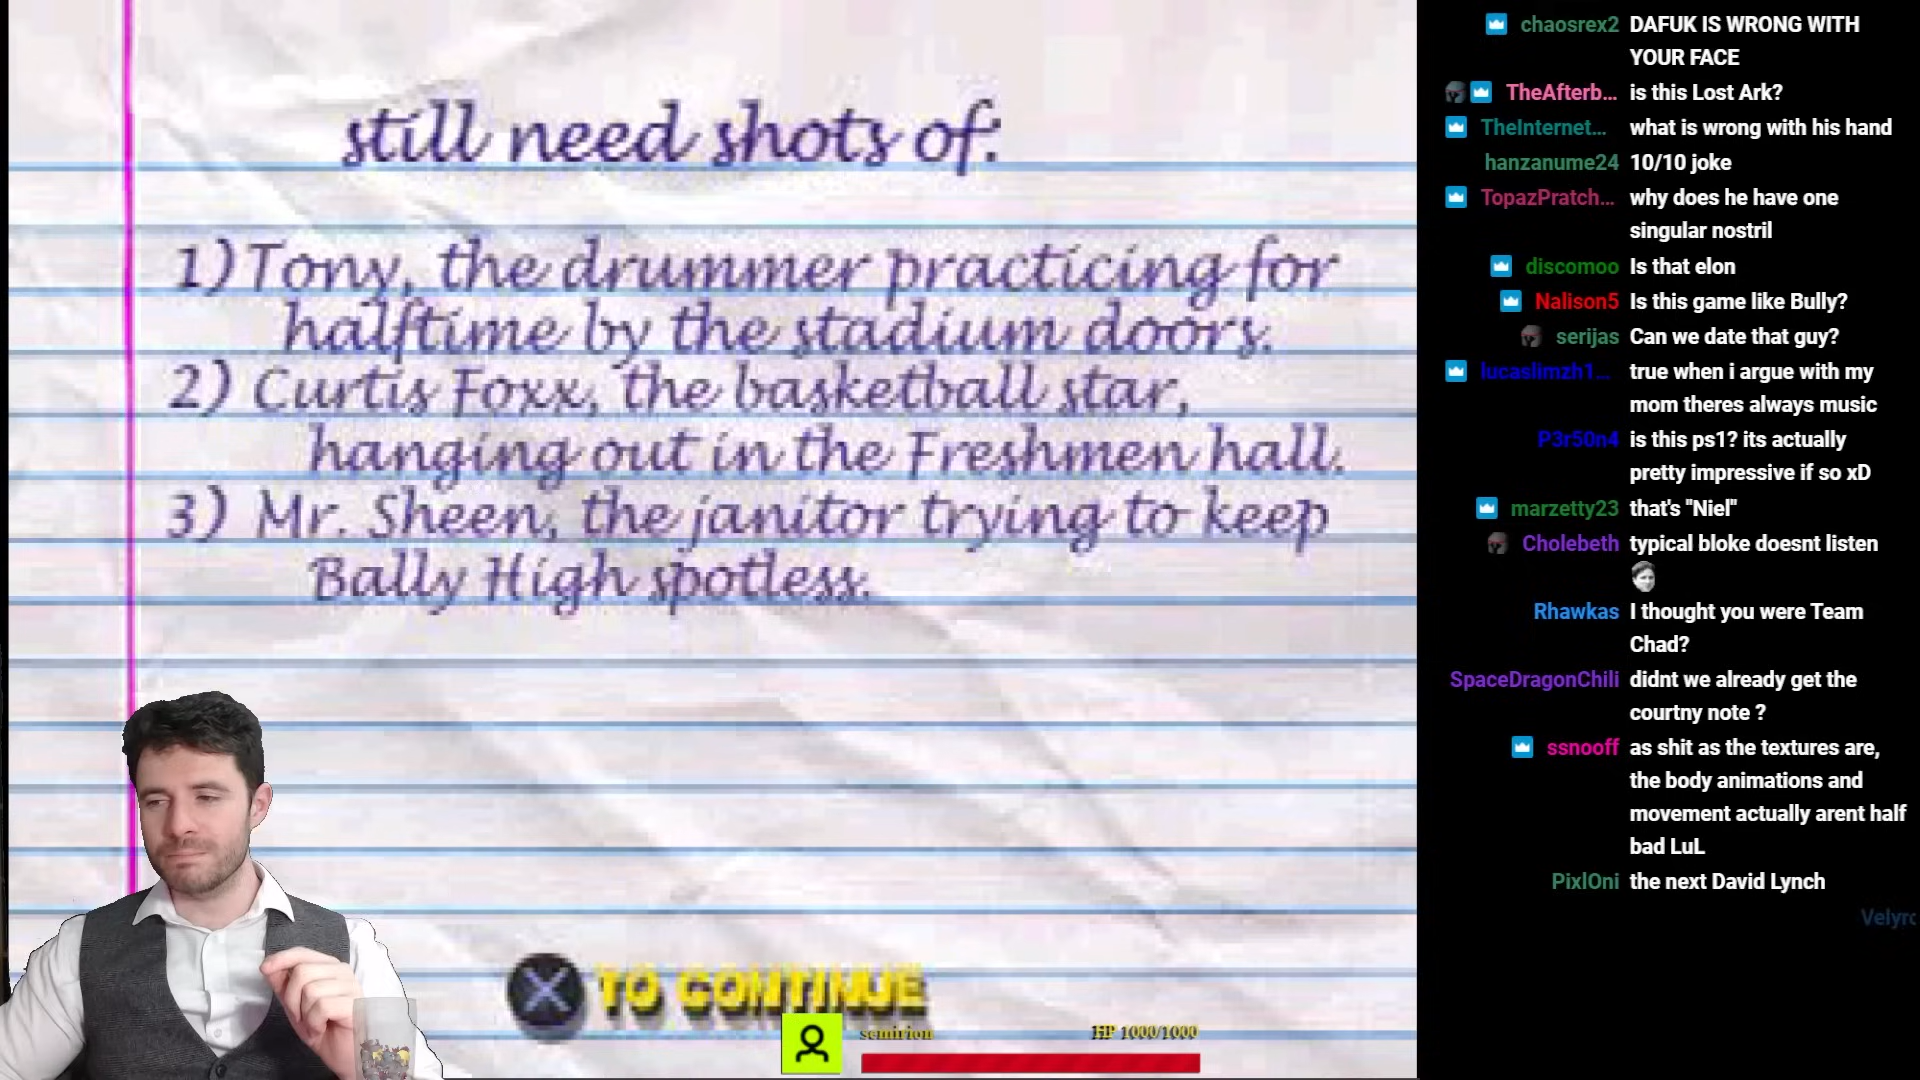 still need shots of:
1) Tony, the drummer practicing for
halftime by the stadium doors.
2) Curtis Foxx, the basketball star,
hanging out in the Freshmen hall.
3) Mr. Sheen, the janitor trying to keep
Bally High spotless.
TO CONTINUE
semirion HP 1000/1000
chaosrex2 DAFUK IS WRONG WITH
YOUR FACE
TheAfterb... is this Lost Ark?
TheInternet... what is wrong with his hand
hanzanume24 10/10 joke
TopazPratch... why does he have one
singular nostril
discomoo Is that elon
Nalison5 Is this game like Bully?
serijas Can we date that guy?
lucaslimzh1... true when i argue with my
mom theres always music
P3r50n4 is this ps1? its actually
pretty impressive if so xD
marzetty23 that's "Niel"
Cholebeth typical bloke doesnt listen
Rhawkas I thought you were Team
Chad?
SpaceDragonChili didnt we already get the
courtny note ?
ssnooff as shit as the textures are,
the body animations and
movement actually arent half
bad LuL
PixlOni the next David Lynch